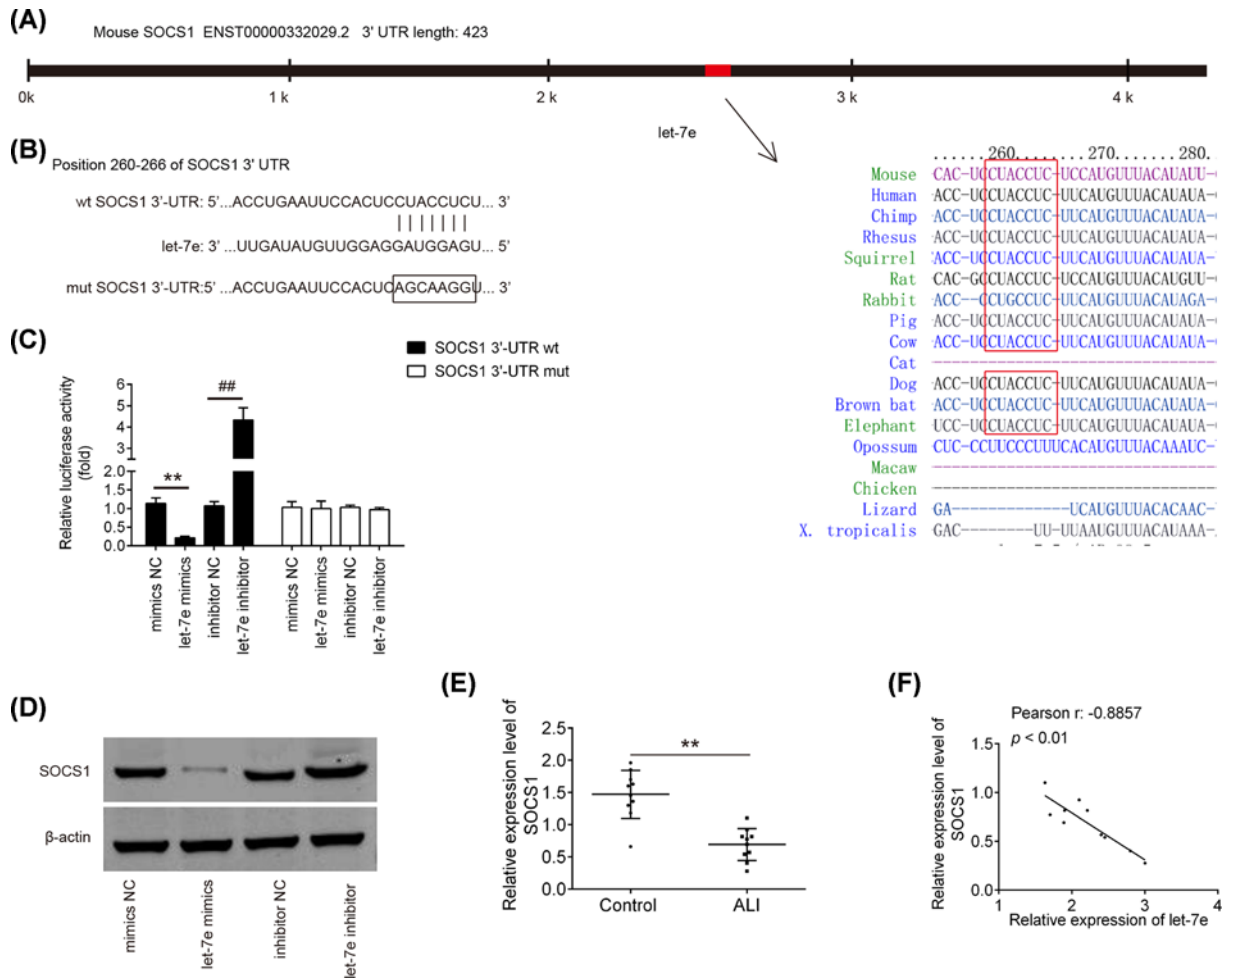 (A)
Mouse SOCS1 ENST00000332029.2 3' UTR length: 423
0k 1 k 2 k 3 k 4 k
let-7e
(B)
Position 260-266 of SOCS1 3' UTR
wt SOCS1 3'-UTR: 5'...ACCUGAAUUCCACUCCUACCUCU... 3'
let-7e: 3' ...UUGAUAUGUUGGAGGAUGGAGU... 5'
mut SOCS1 3'-UTR:5' ...ACCUGAAUUCCACUCAGCAAGGU... 3'
......260.......270.......280.
Mouse CAC-UCCUACCUC-UCCAUGUUUACAUAUU-
Human ACC-UCCUACCUC-UUCAUGUUUACAUAUA-
Chimp ACC-UCCUACCUC-UUCAUGUUUACAUAUA-
Rhesus ACC-UCCUACCUC-UUCAUGUUUACAUAUA-
Squirrel ACC-UCCUACCUC-UUCAUGUUUACAUAUA-
Rat CAC-GCCUACCUC-UCCAUGUUUACAUGUU-
Rabbit ACC--CCUGCCUC-UUCAUGUUUACAUAGA-
Pig ACC-UCCUACCUC-UUCAUGUUUACAUAUA-
Cow ACC-UCCUACCUC-UUCAUGUUUACAUAUA-
Cat ------------------------------
Dog ACC-UCCUACCUC-UUCAUGUUUACAUAUA-
Brown bat ACC-UCCUACCUC-UUCAUGUUUACAUAUA-
Elephant UCC-UCCUACCUC-UUCAUGUUUACAUAUA-
Opossum CUC-CCUUCCCUUUCACAUGUUUACAAAUC-
Macaw ------------------------------
Chicken ------------------------------
Lizard GA-------------UCAUGUUUACACAAC-
X. tropicalis GAC--------UU-UUAAUGUUUACAUAAA-
(C)
SOCS1 3'-UTR wt
SOCS1 3'-UTR mut
Relative luciferase activity
(fold)
6
5
4
3
2.0
1.5
1.0
0.5
0.0
**
##
mimics NC
let-7e mimics
inhibitor NC
let-7e inhibitor
mimics NC
let-7e mimics
inhibitor NC
let-7e inhibitor
(D)
SOCS1
β-actin
mimics NC
let-7e mimics
inhibitor NC
let-7e inhibitor
(E)
Relative expression level of
SOCS1
2.5
2.0
1.5
1.0
0.5
0.0
**
Control ALI
(F)
Pearson r: -0.8857
p < 0.01
Relative expression level of
SOCS1
1.5
1.0
0.5
0.0
1 2 3 4
Relative expression of let-7e